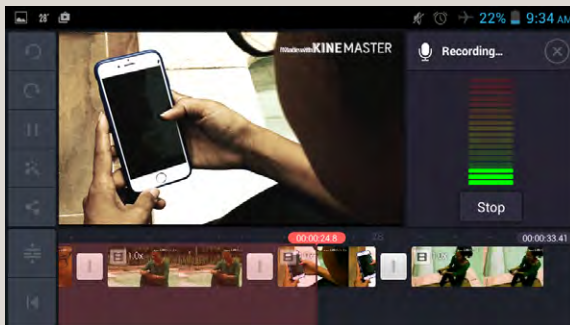 28°
22% 9:34 AM
Made with KINEMASTER
Recording...
Stop
00:00:24.8
00:00:33.41
1.0x